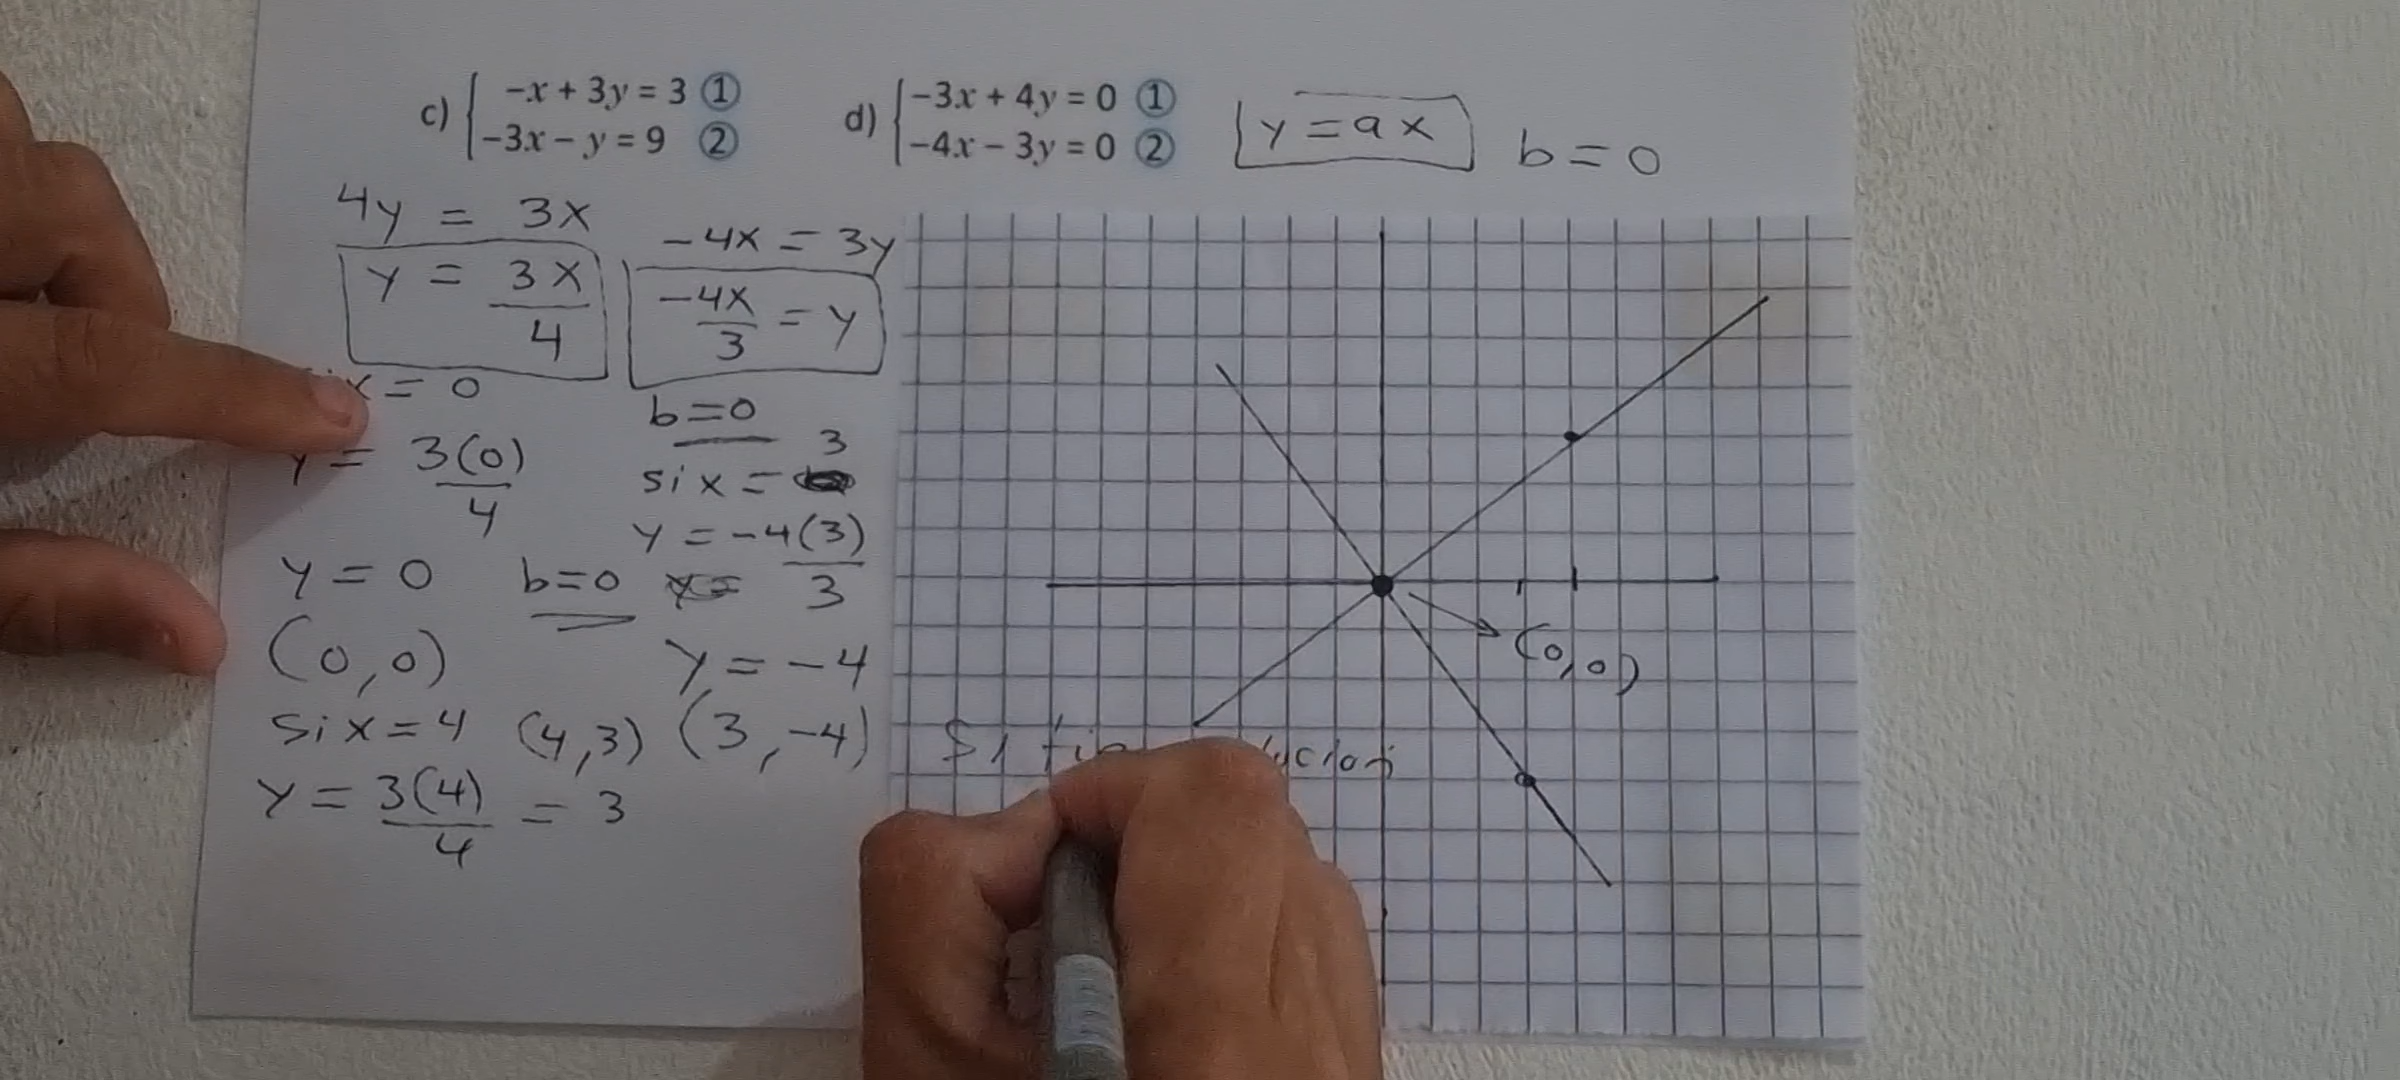 c) { -x + 3y = 3 ①
-3x - y = 9 ②
d) { -3x + 4y = 0 ①
-4x - 3y = 0 ②
y = ax
b = 0
4y = 3x
y = 3x/4
x = 0
y = 3(0)/4
y = 0 b=0
(0,0)
si x = 4 (4,3)
y = 3(4)/4 = 3
-4x = 3y
-4x/3 = y
b=0
si x = 3
y = -4(3)/3
y = -4
(3,-4)
(0,0)
Si